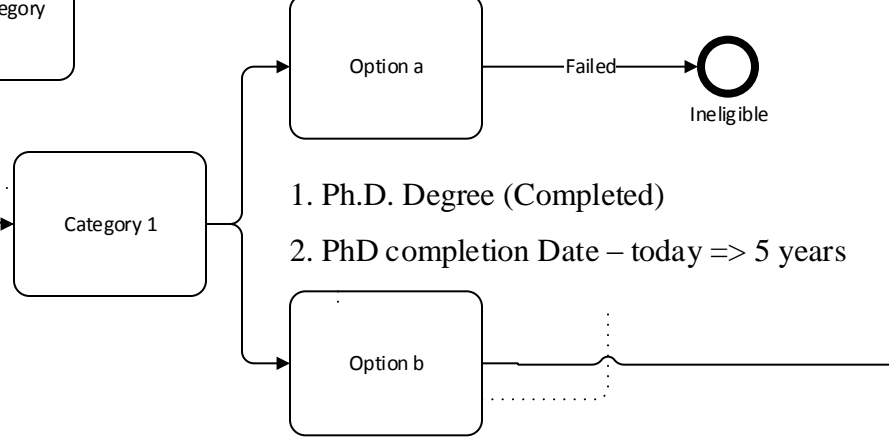 egory
Option a
Failed
Ineligible
Category 1
1. Ph.D. Degree (Completed)
2. PhD completion Date – today => 5 years
Option b